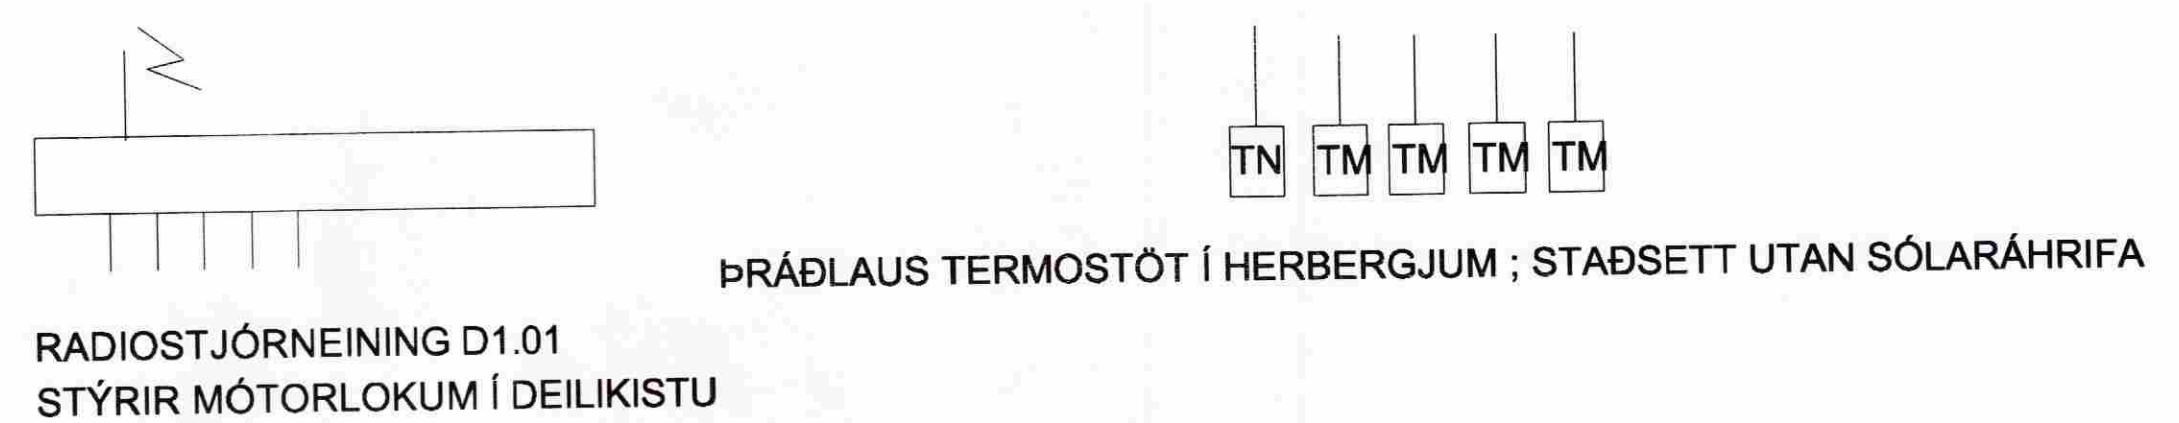 TN TM TM TM TM
ÞRÁÐLAUS TERMOSTÖT Í HERBERGJUM ; STAÐSETT UTAN SÓLARÁHRIFA
RADIOSTJÓRNEINING D1.01
STÝRIR MÓTORLOKUM Í DEILIKISTU